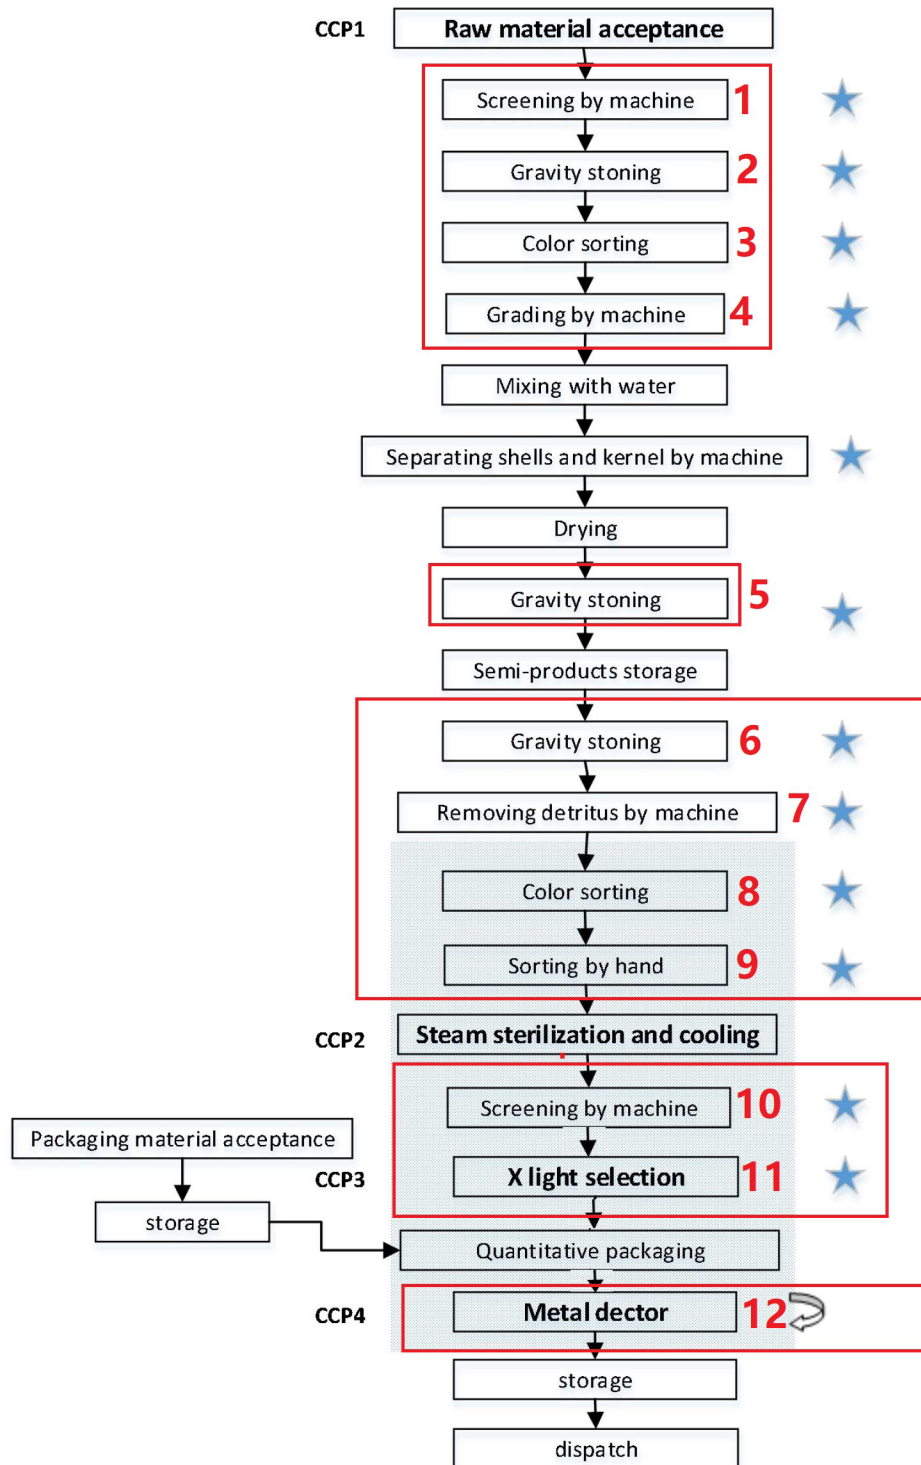 CCP1 Raw material acceptance
Screening by machine 1
Gravity stoning 2
Color sorting 3
Grading by machine 4
Mixing with water
Separating shells and kernel by machine
Drying
Gravity stoning 5
Semi-products storage
Gravity stoning 6
Removing detritus by machine 7
Color sorting 8
Sorting by hand 9
CCP2 Steam sterilization and cooling
Screening by machine 10
Packaging material acceptance
CCP3 X light selection 11
storage
Quantitative packaging
CCP4 Metal dector 12
storage
dispatch